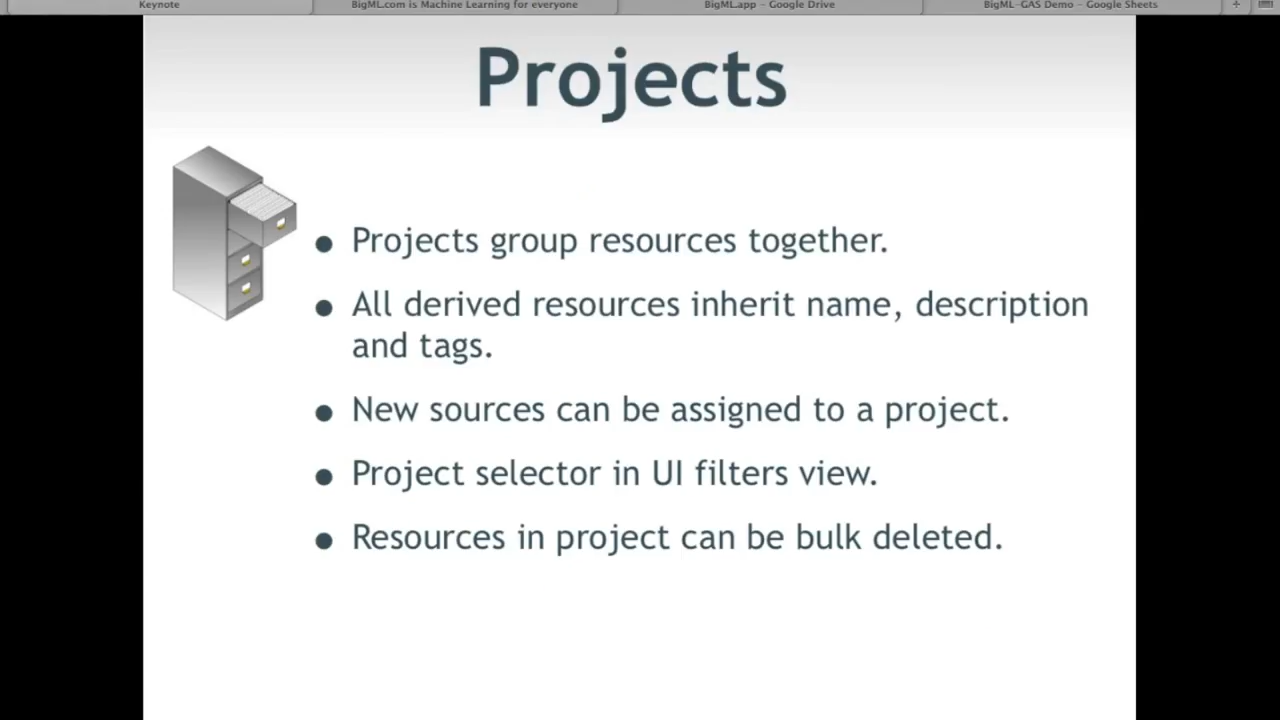 Keynote
BigML.com is Machine Learning for everyone
BigML.app – Google Drive
BigML-GAS Demo – Google Sheets
Projects
• Projects group resources together.
• All derived resources inherit name, description
and tags.
• New sources can be assigned to a project.
• Project selector in UI filters view.
• Resources in project can be bulk deleted.